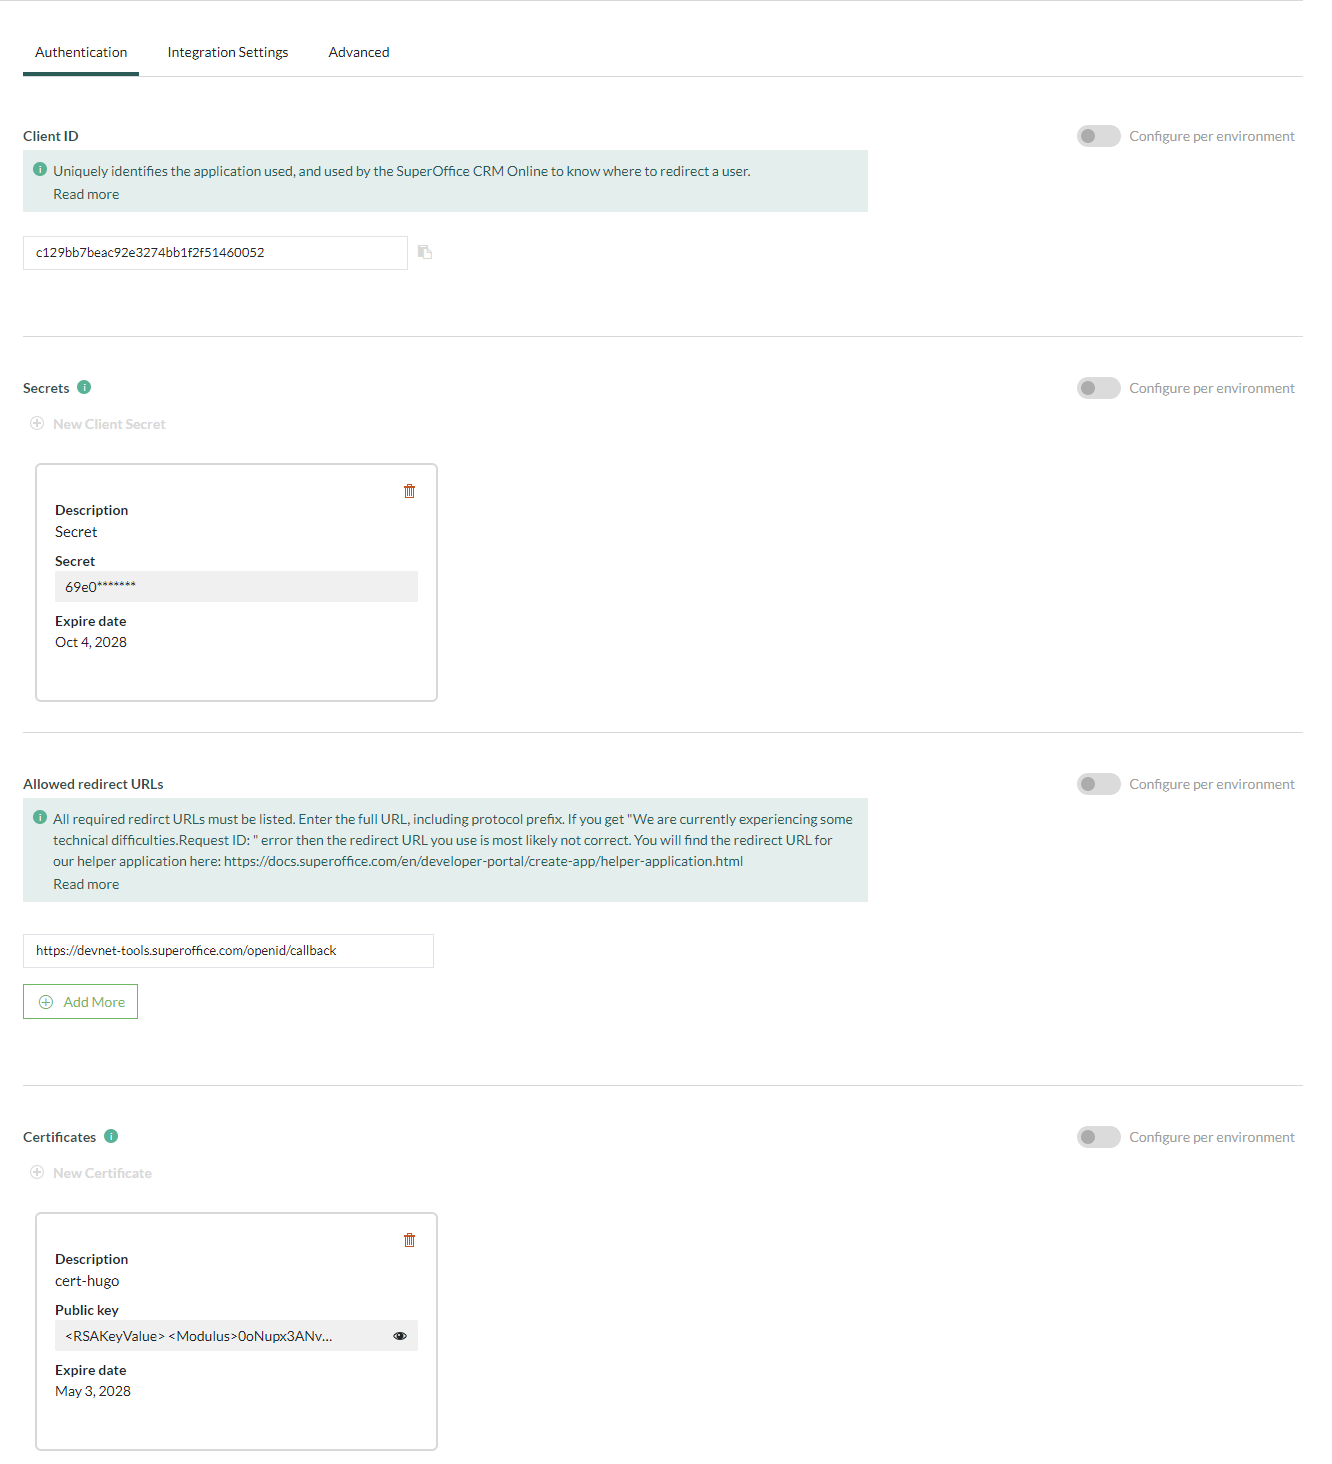 Authentication
Integration Settings
Advanced
Client ID
Configure per environment
Uniquely identifies the application used, and used by the SuperOffice CRM Online to know where to redirect a user.
Read more
c129bb7beac92e3274bb1f2f51460052
Secrets
Configure per environment
New Client Secret
Description
Secret
Secret
69e0*******
Expire date
Oct 4, 2028
Allowed redirect URLs
Configure per environment
All required redirct URLs must be listed. Enter the full URL, including protocol prefix. If you get "We are currently experiencing some
technical difficulties.Request ID: " error then the redirect URL you use is most likely not correct. You will find the redirect URL for
our helper application here: https://docs.superoffice.com/en/developer-portal/create-app/helper-application.html
Read more
https://devnet-tools.superoffice.com/openid/callback
Add More
Certificates
Configure per environment
New Certificate
Description
cert-hugo
Public key
<RSAKeyValue> <Modulus>0oNupx3ANv...
Expire date
May 3, 2028